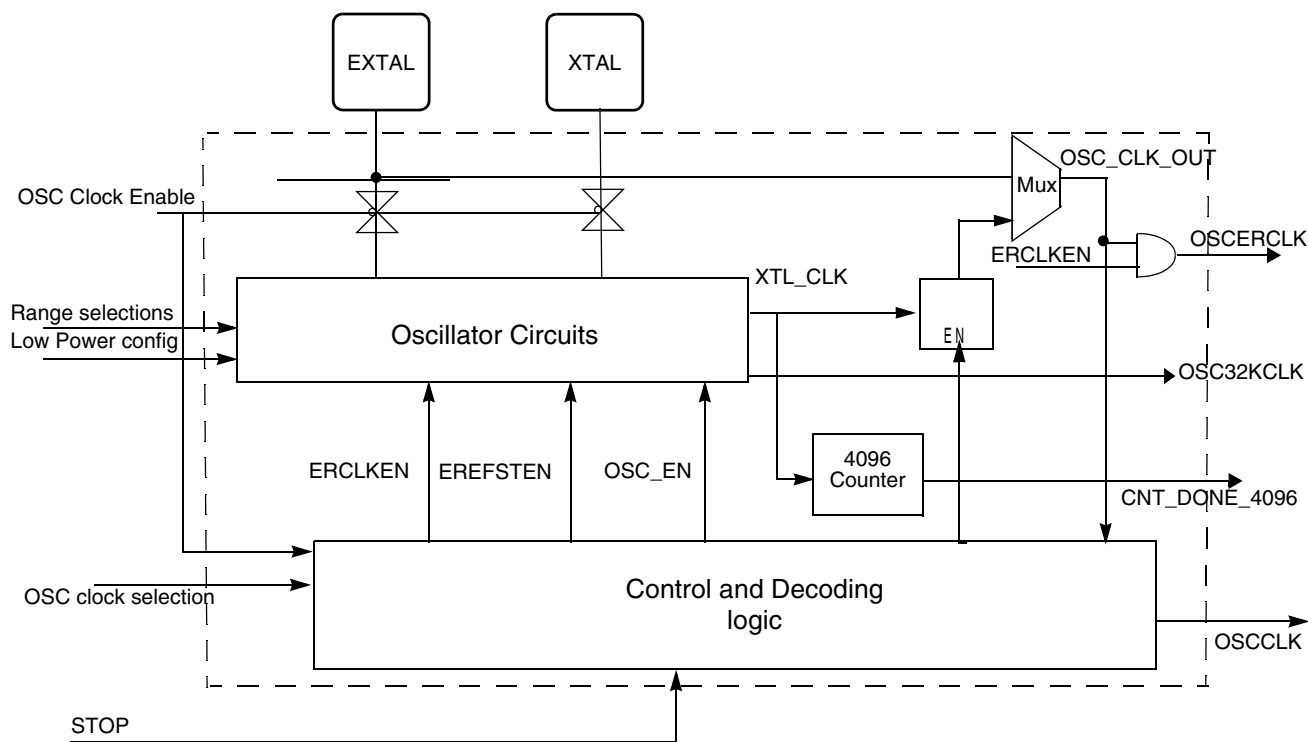 EXTAL
XTAL
OSC_CLK_OUT
Mux
OSC Clock Enable
OSCERCLK
ERCLKEN
XTL_CLK
Range selections
Low Power config
Oscillator Circuits
EN
OSC32KCLK
ERCLKEN
EREFSTEN
OSC_EN
4096
Counter
CNT_DONE_4096
OSC clock selection
Control and Decoding
logic
OSCCLK
STOP